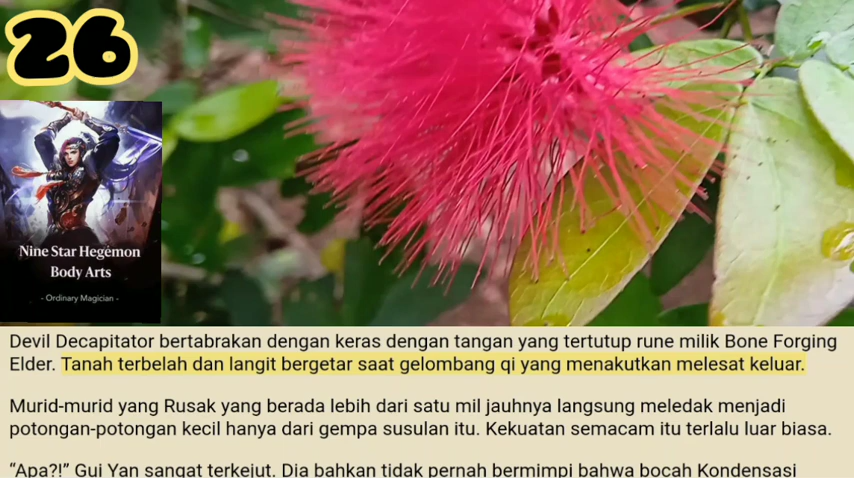 26
Nine Star Hegemon
Body Arts
- Ordinary Magician -
Devil Decapitator bertabrakan dengan keras dengan tangan yang tertutup rune milik Bone Forging
Elder. Tanah terbelah dan langit bergetar saat gelombang qi yang menakutkan melesat keluar.
Murid-murid yang Rusak yang berada lebih dari satu mil jauhnya langsung meledak menjadi
potongan-potongan kecil hanya dari gempa susulan itu. Kekuatan semacam itu terlalu luar biasa.
“Apa?!” Gui Yan sangat terkejut. Dia bahkan tidak pernah bermimpi bahwa bocah Kondensasi